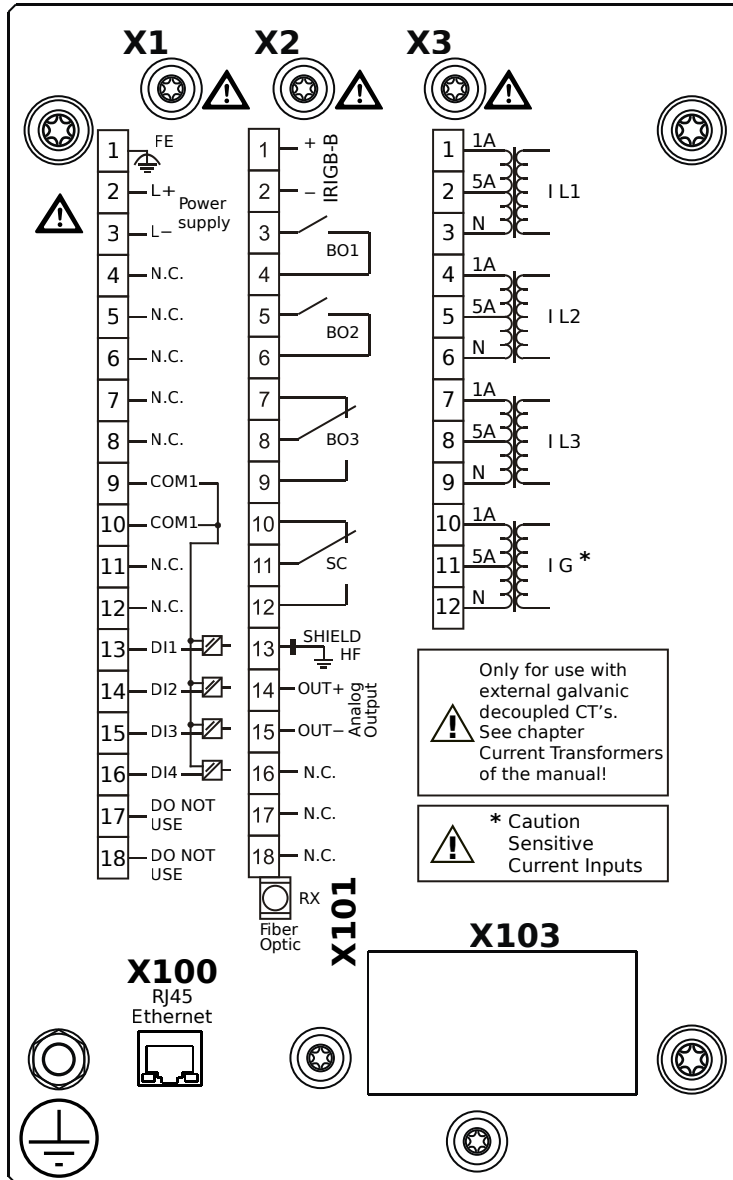 X1
X2
X3
1 FE
2 L+
Power
supply
3 L–
4 N.C.
5 N.C.
6 N.C.
7 N.C.
8 N.C.
9 COM1
10 COM1
11 N.C.
12 N.C.
13 DI1
14 DI2
15 DI3
16 DI4
17 DO NOT
USE
18 DO NOT
USE
1 +
IRIGB-B
2 –
3
BO1
4
5
BO2
6
7
8 BO3
9
10
11 SC
12
13 SHIELD
HF
14 OUT+
Analog
Output
15 OUT–
16 N.C.
17 N.C.
18 N.C.
RX
Fiber
Optic
X101
1 1A
2 5A I L1
3 N
4 1A
5 5A I L2
6 N
7 1A
8 5A I L3
9 N
10 1A
11 5A I G *
12 N
Only for use with
external galvanic
decoupled CT's.
See chapter
Current Transformers
of the manual!
* Caution
Sensitive
Current Inputs
X103
X100
RJ45
Ethernet